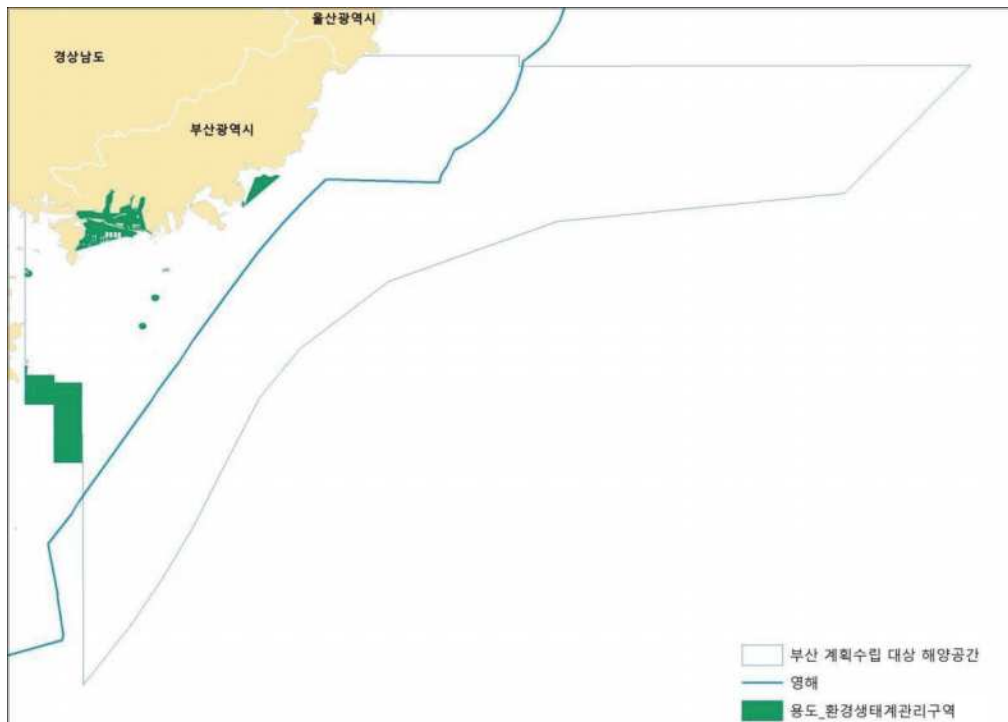 울산광역시
경상남도
부산광역시
부산 계획수립 대상 해양공간
영해
용도_환경생태계관리구역